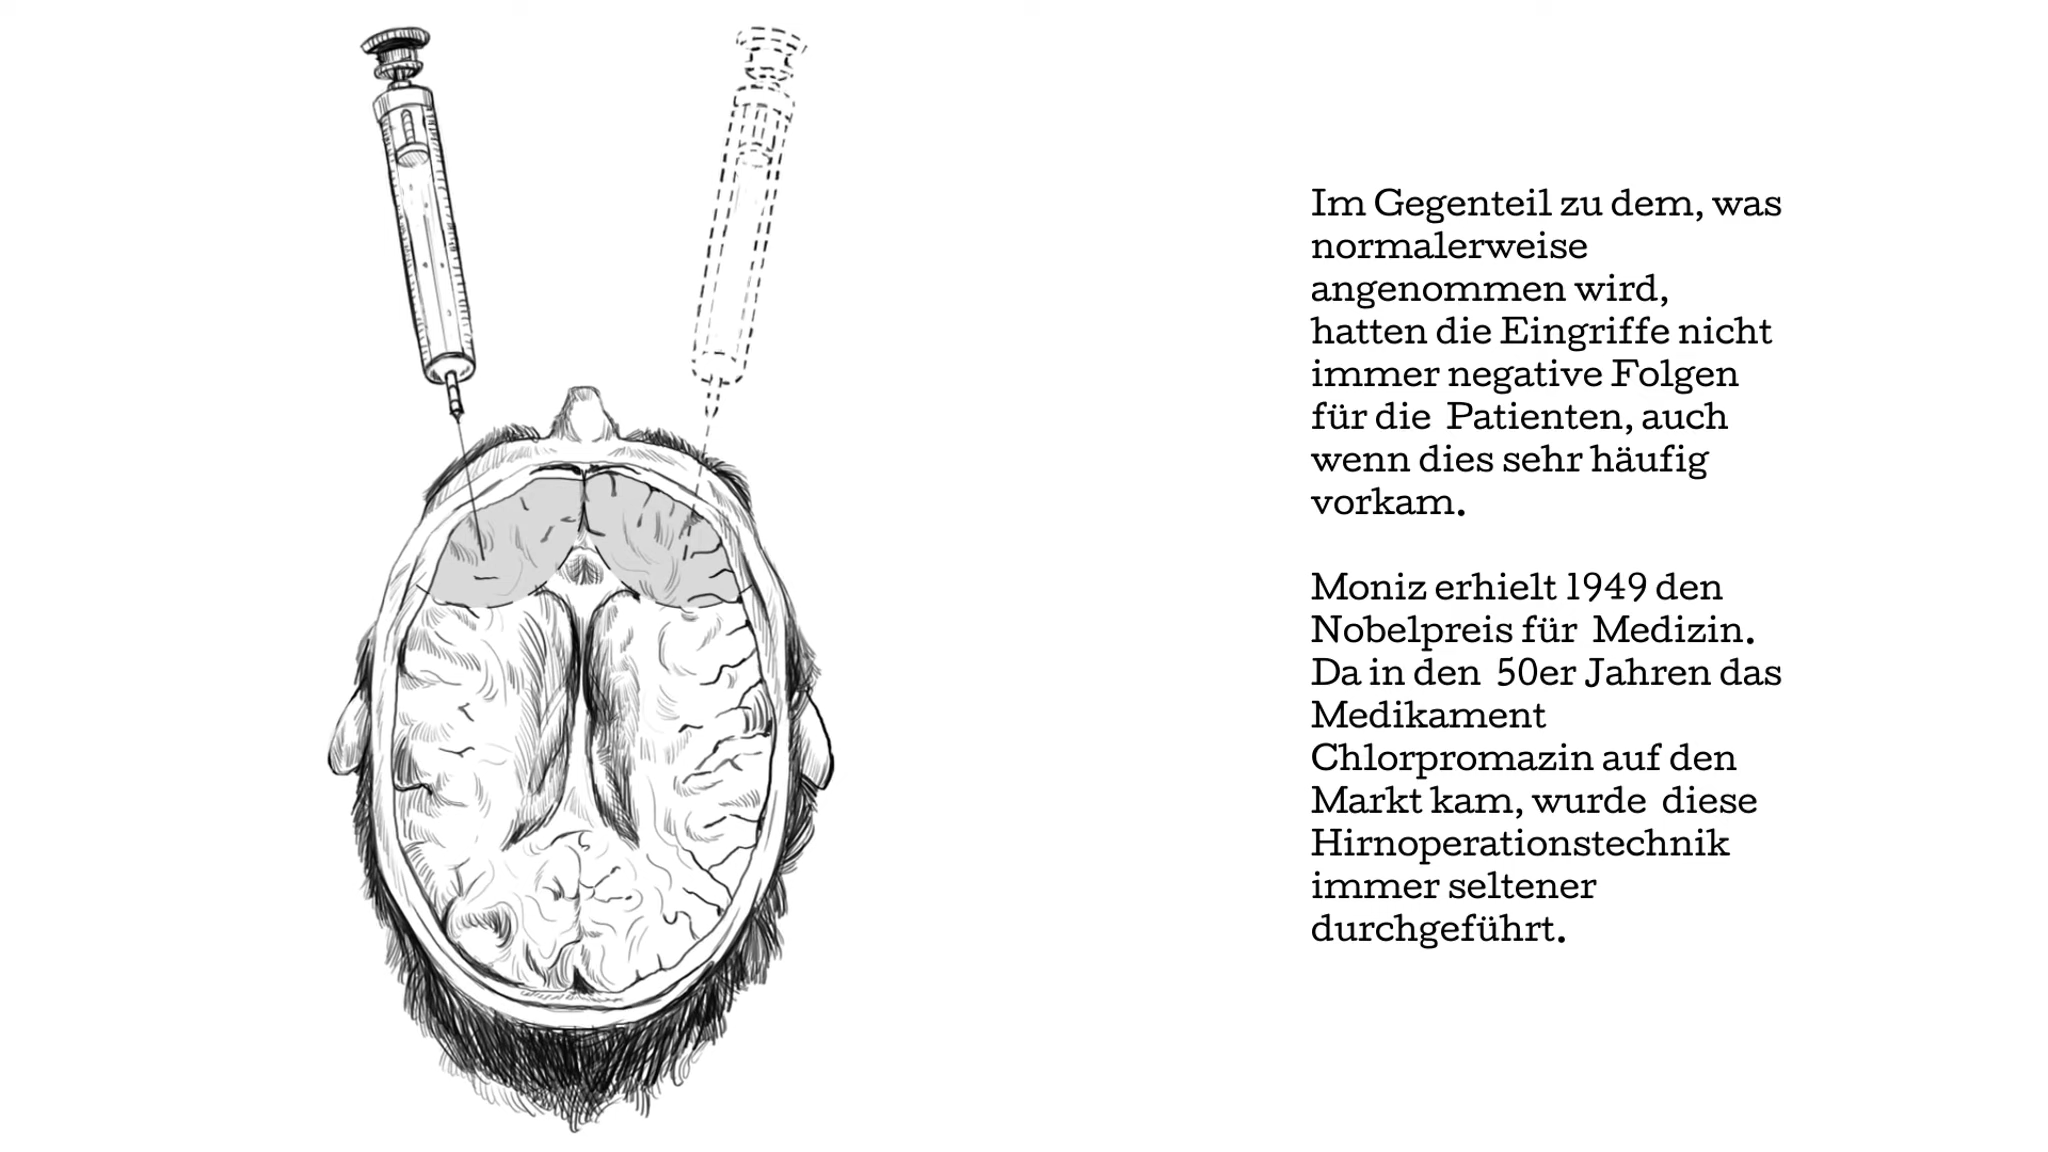 Im Gegenteil zu dem, was
normalerweise
angenommen wird,
hatten die Eingriffe nicht
immer negative Folgen
für die Patienten, auch
wenn dies sehr häufig
vorkam.

Moniz erhielt 1949 den
Nobelpreis für Medizin.
Da in den 50er Jahren das
Medikament
Chlorpromazin auf den
Markt kam, wurde diese
Hirnoperationstechnik
immer seltener
durchgeführt.